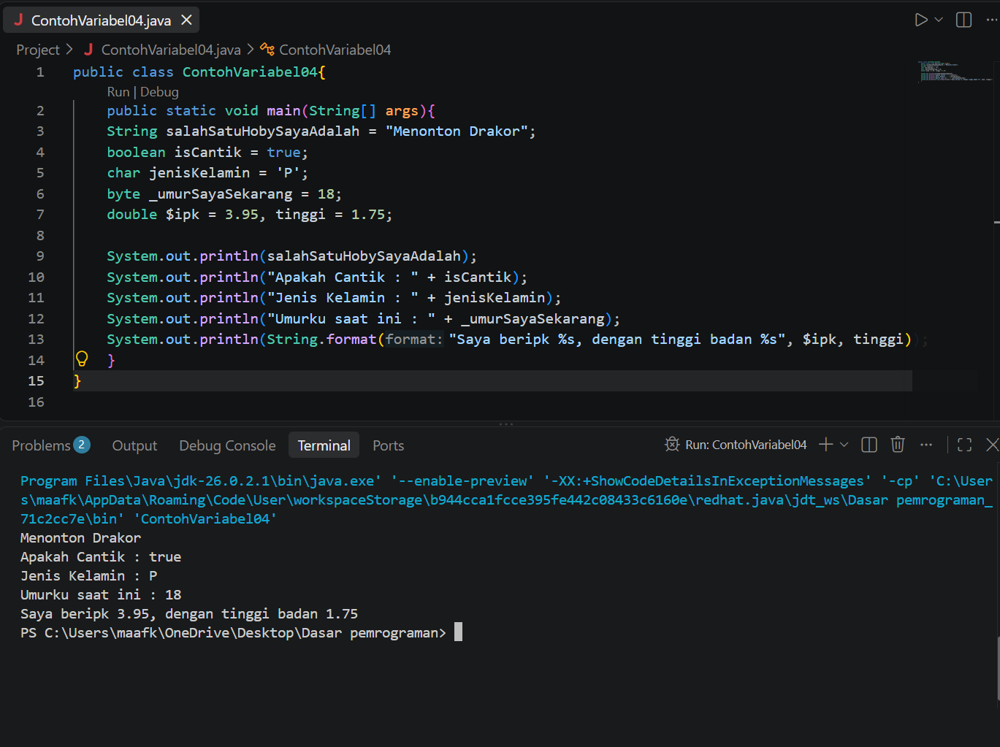 ContohVariabel04.java
Project > ContohVariabel04.java > ContohVariabel04
1 public class ContohVariabel04{
Run | Debug
2 public static void main(String[] args){
3 String salahSatuHobySayaAdalah = "Menonton Drakor";
4 boolean isCantik = true;
5 char jenisKelamin = 'P';
6 byte _umurSayaSekarang = 18;
7 double $ipk = 3.95, tinggi = 1.75;
8
9 System.out.println(salahSatuHobySayaAdalah);
10 System.out.println("Apakah Cantik : " + isCantik);
11 System.out.println("Jenis Kelamin : " + jenisKelamin);
12 System.out.println("Umurku saat ini : " + _umurSayaSekarang);
13 System.out.println(String.format(format: "Saya beripk %s, dengan tinggi badan %s", $ipk, tinggi));
14 }
15 }
16
Problems 2 Output Debug Console Terminal Ports Run: ContohVariabel04
Program Files\Java\jdk-26.0.2.1\bin\java.exe' '--enable-preview' '-XX:+ShowCodeDetailsInExceptionMessages' '-cp' 'C:\User
s\maafk\AppData\Roaming\Code\User\workspaceStorage\b944cca1fcce395fe442c08433c6160e\redhat.java\jdt_ws\Dasar pemrograman_
71c2cc7e\bin' 'ContohVariabel04'
Menonton Drakor
Apakah Cantik : true
Jenis Kelamin : P
Umurku saat ini : 18
Saya beripk 3.95, dengan tinggi badan 1.75
PS C:\Users\maafk\OneDrive\Desktop\Dasar pemrograman>